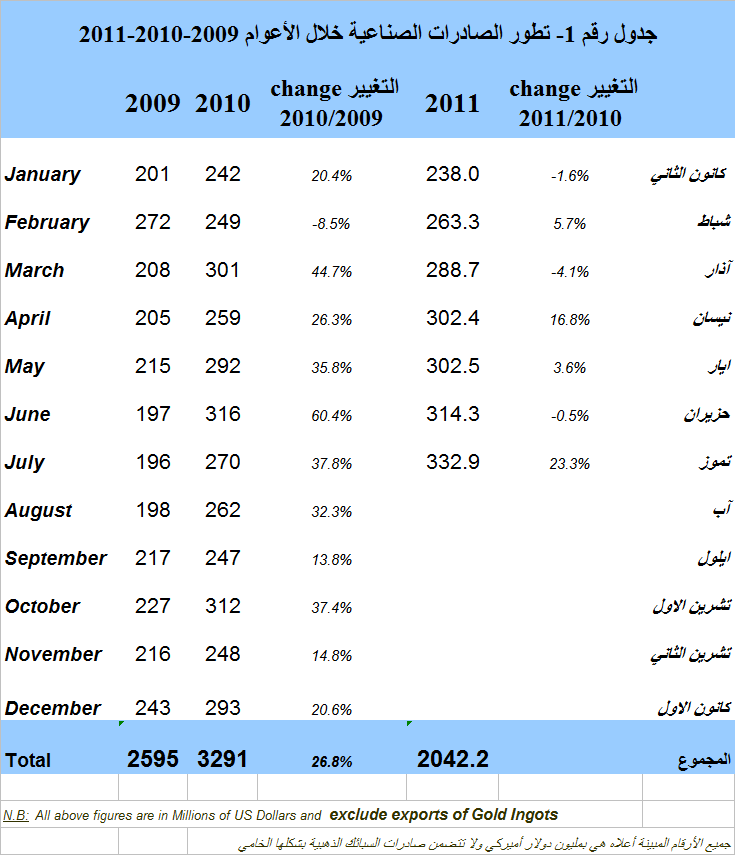 جدول رقم 1- تطور الصادرات الصناعية خلال الأعوام 2009-2010-2011
2009 2010 التغيير change 2010/2009 2011 التغيير change 2011/2010
January 201 242 20.4% 238.0 -1.6% كانون الثاني
February 272 249 -8.5% 263.3 5.7% شباط
March 208 301 44.7% 288.7 -4.1% آذار
April 205 259 26.3% 302.4 16.8% نيسان
May 215 292 35.8% 302.5 3.6% ايار
June 197 316 60.4% 314.3 -0.5% حزيران
July 196 270 37.8% 332.9 23.3% تموز
August 198 262 32.3% آب
September 217 247 13.8% ايلول
October 227 312 37.4% تشرين الاول
November 216 248 14.8% تشرين الثاني
December 243 293 20.6% كانون الاول
Total 2595 3291 26.8% 2042.2 المجموع
N.B: All above figures are in Millions of US Dollars and exclude exports of Gold Ingots
جميع الأرقام المبينة أعلاه هي بمليون دولار أميركي ولا تتضمن صادرات السبائك الذهبية بشكلها الخامي